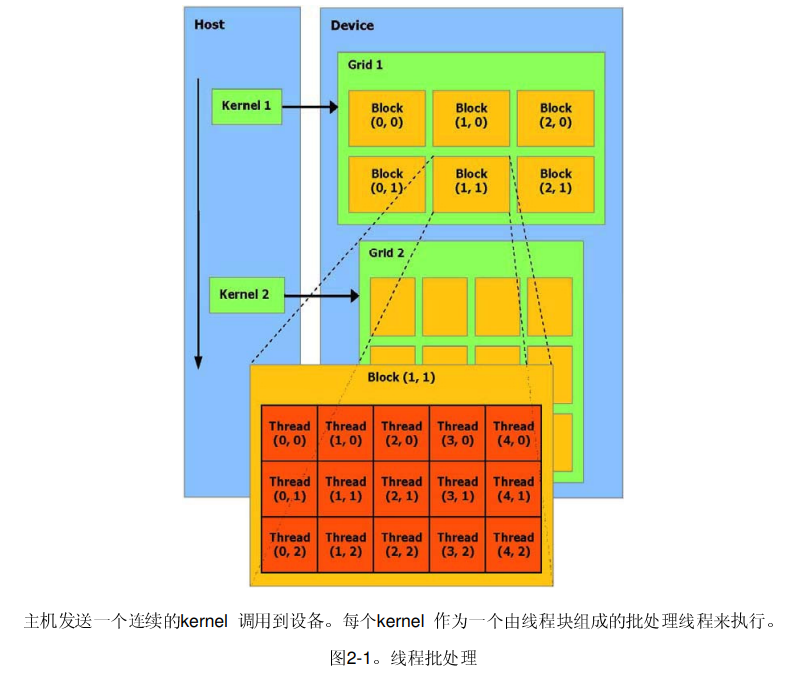 Host
Device
Grid 1
Kernel 1
Block
(0, 0)
Block
(1, 0)
Block
(2, 0)
Block
(0, 1)
Block
(1, 1)
Block
(2, 1)
Grid 2
Kernel 2
Block (1, 1)
Thread
(0, 0)
Thread
(1, 0)
Thread
(2, 0)
Thread
(3, 0)
Thread
(4, 0)
Thread
(0, 1)
Thread
(1, 1)
Thread
(2, 1)
Thread
(3, 1)
Thread
(4, 1)
Thread
(0, 2)
Thread
(1, 2)
Thread
(2, 2)
Thread
(3, 2)
Thread
(4, 2)
主机发送一个连续的kernel 调用到设备。每个kernel 作为一个由线程块组成的批处理线程来执行。
图2-1。线程批处理